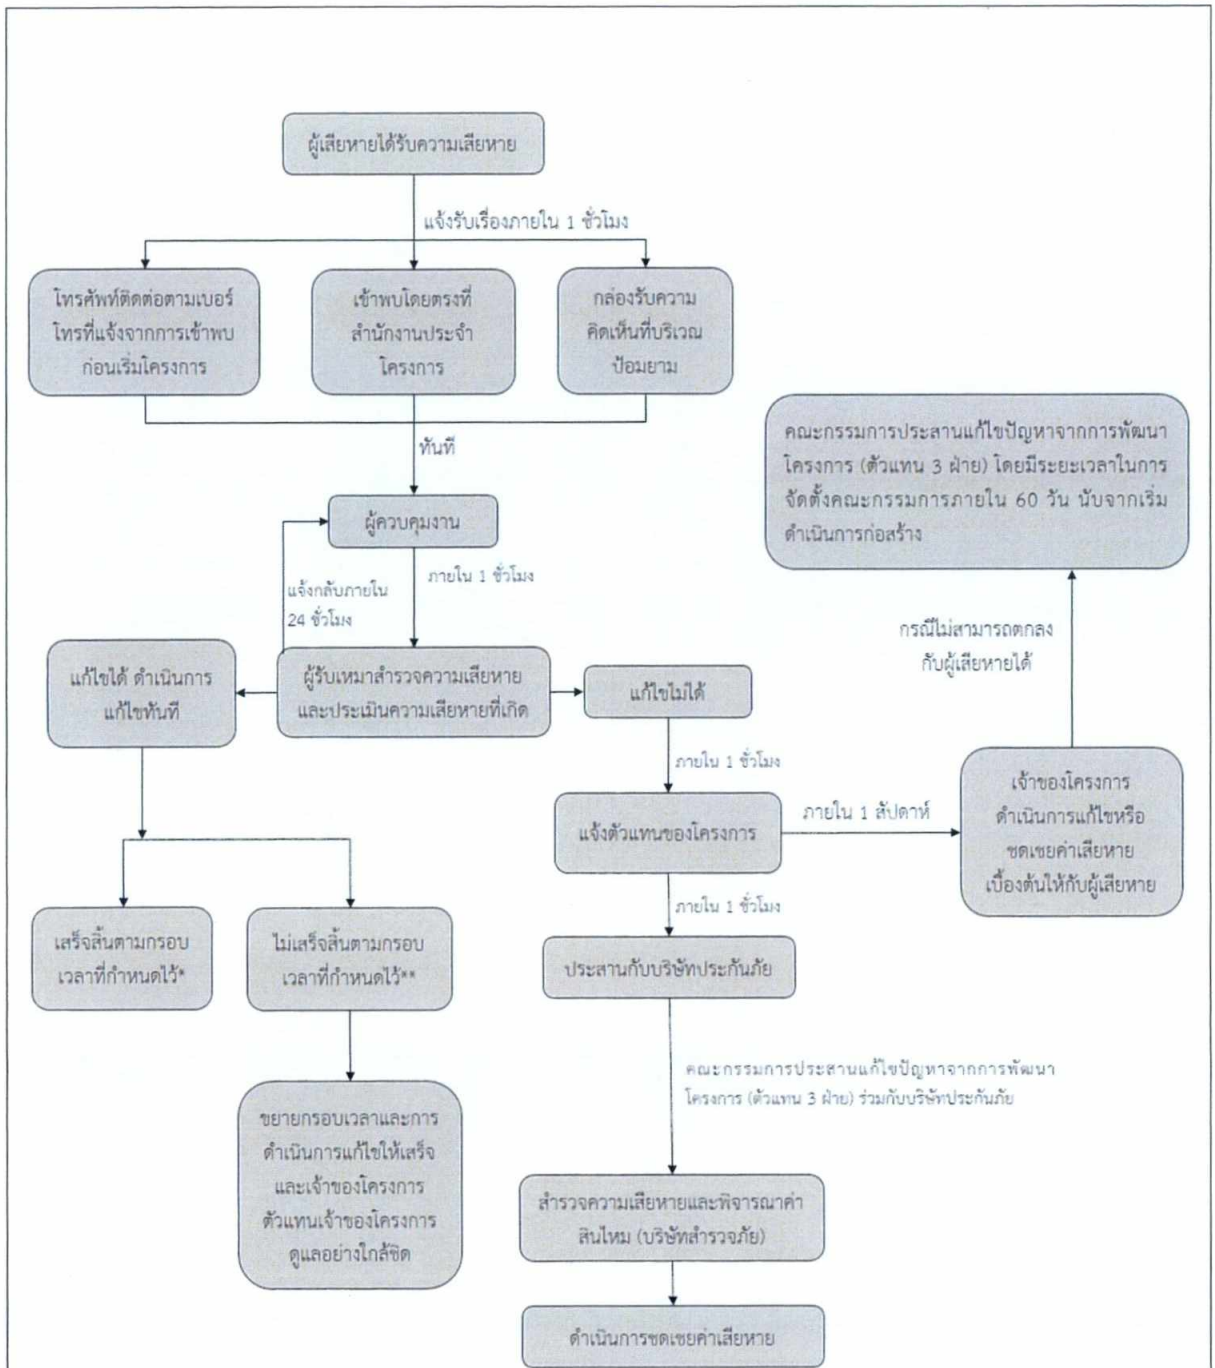 ผู้เสียหายได้รับความเสียหาย
แจ้งรับเรื่องภายใน 1 ชั่วโมง
โทรศัพท์ติดต่อตามเบอร์
โทรที่แจ้งจากการเข้าพบ
ก่อนเริ่มโครงการ
เข้าพบโดยตรงที่
สำนักงานประจำ
โครงการ
กล่องรับความ
คิดเห็นที่บริเวณ
ป้อมยาม
ทันที
คณะกรรมการประสานแก้ไขปัญหาจากการพัฒนา
โครงการ (ตัวแทน 3 ฝ่าย) โดยมีระยะเวลาในการ
จัดตั้งคณะกรรมการภายใน 60 วัน นับจากเริ่ม
ดำเนินการก่อสร้าง
ผู้ควบคุมงาน
แจ้งกลับภายใน
24 ชั่วโมง
ภายใน 1 ชั่วโมง
กรณีไม่สามารถตกลง
กับผู้เสียหายได้
แก้ไขได้ ดำเนินการ
แก้ไขทันที
ผู้รับเหมาสำรวจความเสียหาย
และประเมินความเสียหายที่เกิด
แก้ไขไม่ได้
ภายใน 1 ชั่วโมง
แจ้งตัวแทนของโครงการ
ภายใน 1 สัปดาห์
เจ้าของโครงการ
ดำเนินการแก้ไขหรือ
ชดเชยค่าเสียหาย
เบื้องต้นให้กับผู้เสียหาย
ภายใน 1 ชั่วโมง
เสร็จสิ้นตามกรอบ
เวลาที่กำหนดไว้*
ไม่เสร็จสิ้นตามกรอบ
เวลาที่กำหนดไว้**
ประสานกับบริษัทประกันภัย
คณะกรรมการประสานแก้ไขปัญหาจากการพัฒนา
โครงการ (ตัวแทน 3 ฝ่าย) ร่วมกับบริษัทประกันภัย
ขยายกรอบเวลาและการ
ดำเนินการแก้ไขให้เสร็จ
และเจ้าของโครงการ
ตัวแทนเจ้าของโครงการ
ดูแลอย่างใกล้ชิด
สำรวจความเสียหายและพิจารณาค่า
สินไหม (บริษัทสำรวจภัย)
ดำเนินการชดเชยค่าเสียหาย